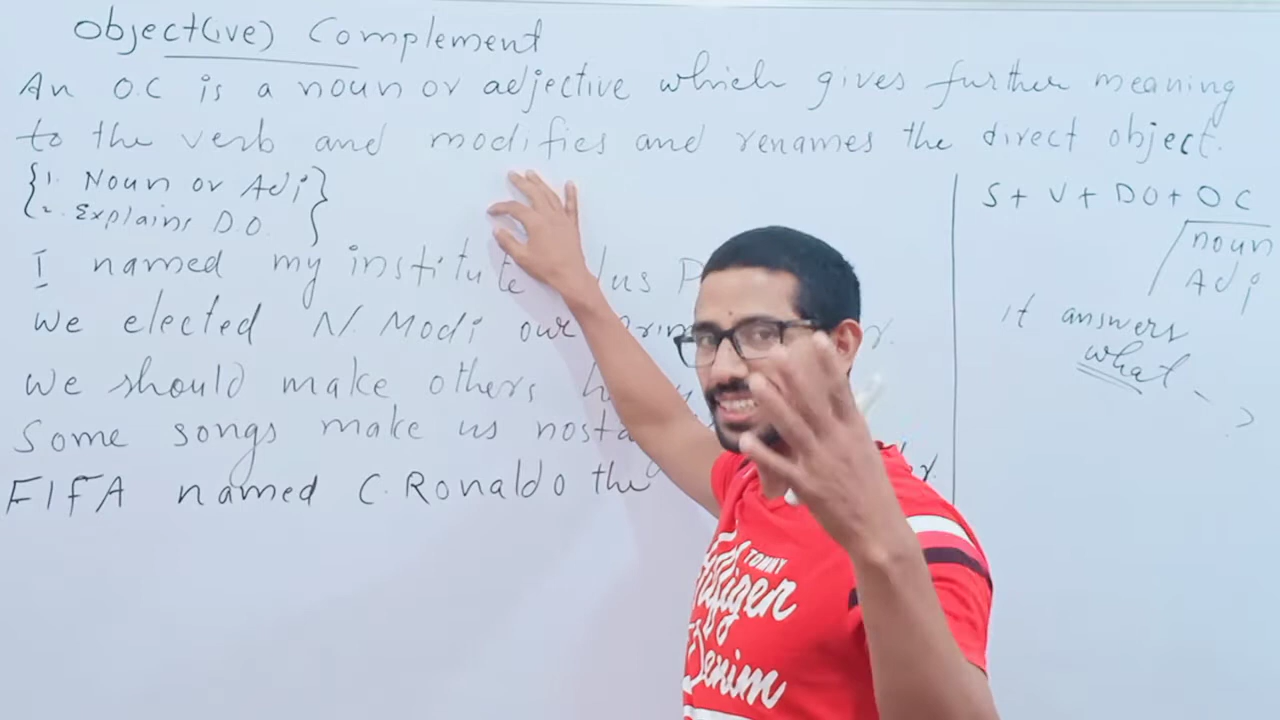 Object(ive) Complement
An O.C is a noun or adjective which gives further meaning
to the verb and modifies and renames the direct object.
1. Noun or Adj
2. Explains D.O.
I named my institute
We elected N. Modi our
We should make others
Some songs make us
FIFA named C. Ronaldo the
S + V + DO + OC
noun
Adj
It answers
what
TOMMY
Hilfiger
Denim